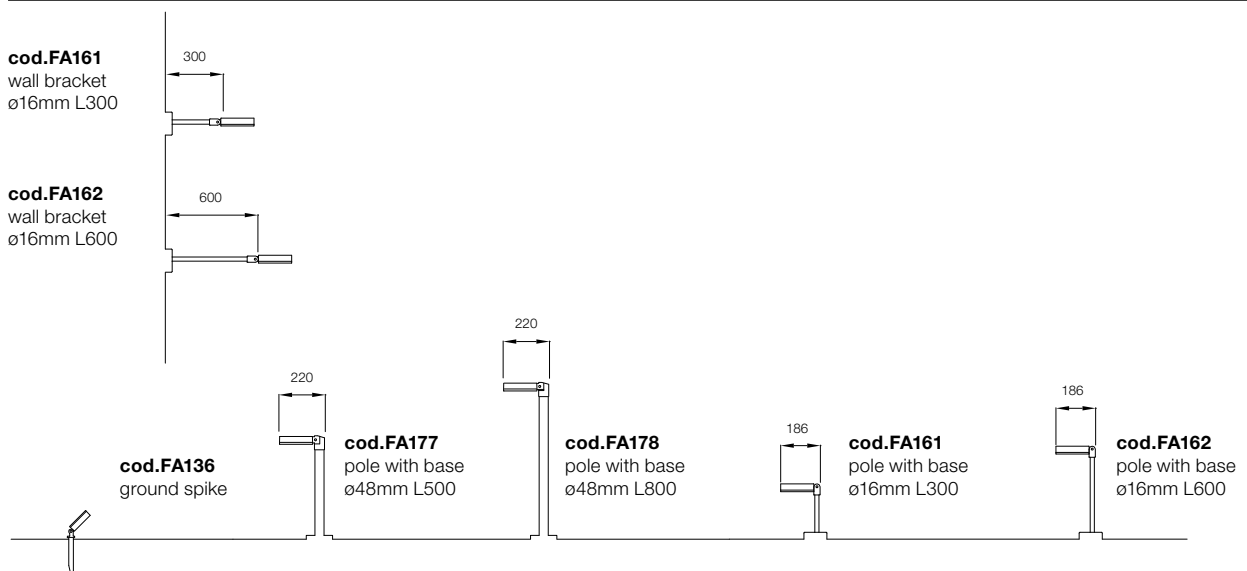 cod.FA161
wall bracket
ø16mm L300
300
cod.FA162
wall bracket
ø16mm L600
600
cod.FA136
ground spike
220
cod.FA177
pole with base
ø48mm L500
220
cod.FA178
pole with base
ø48mm L800
186
cod.FA161
pole with base
ø16mm L300
186
cod.FA162
pole with base
ø16mm L600